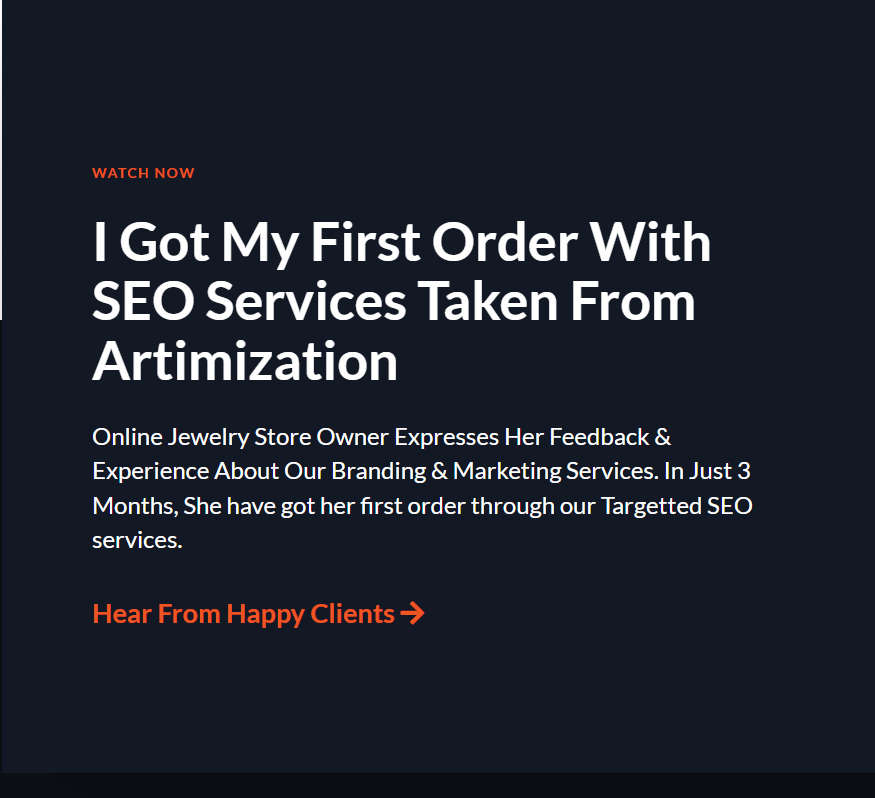 WATCH NOW
I Got My First Order With
SEO Services Taken From
Artimization
Online Jewelry Store Owner Expresses Her Feedback &
Experience About Our Branding & Marketing Services. In Just 3
Months, She have got her first order through our Targetted SEO
services.
Hear From Happy Clients →